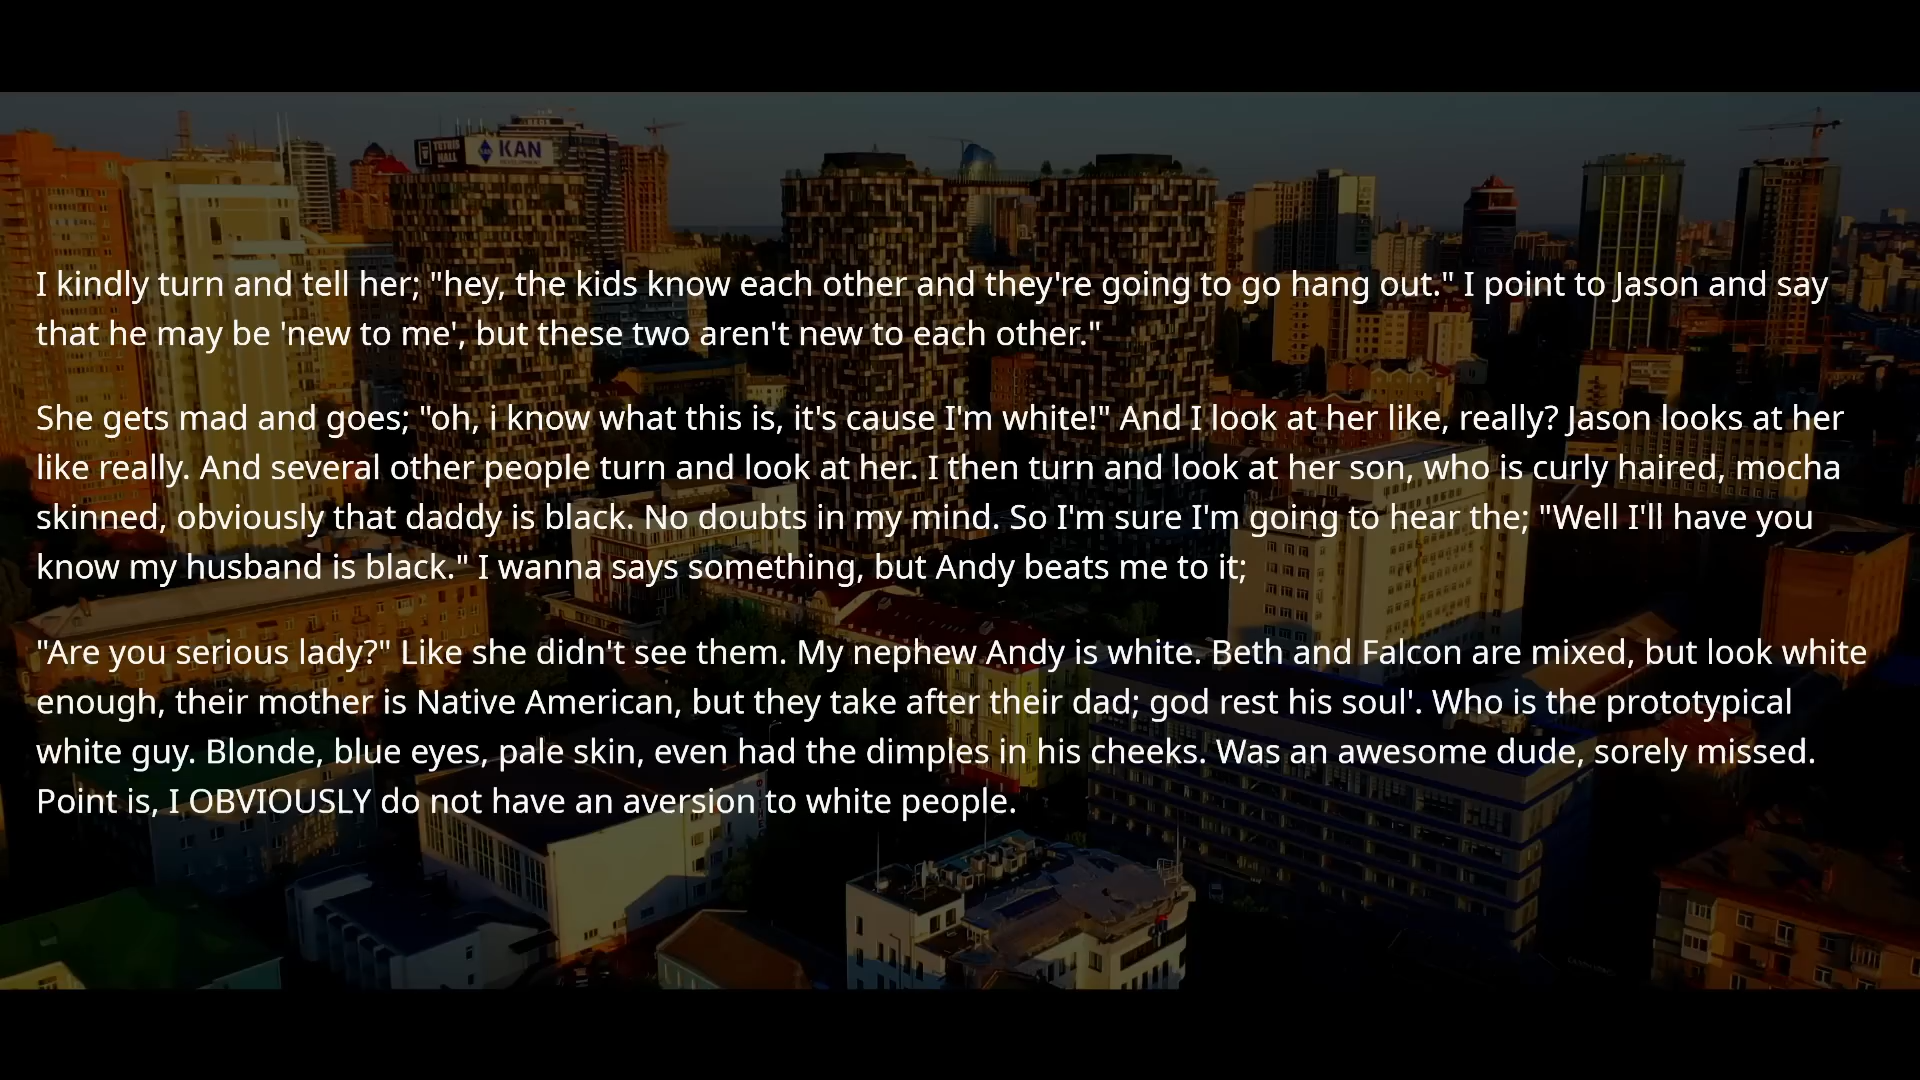 BEDS
TETRIS
HALL
KAN
DEVELOPMENT
I kindly turn and tell her; "hey, the kids know each other and they're going to go hang out." I point to Jason and say
that he may be 'new to me', but these two aren't new to each other."
She gets mad and goes; "oh, i know what this is, it's cause I'm white!" And I look at her like, really? Jason looks at her
like really. And several other people turn and look at her. I then turn and look at her son, who is curly haired, mocha
skinned, obviously that daddy is black. No doubts in my mind. So I'm sure I'm going to hear the; "Well I'll have you
know my husband is black." I wanna says something, but Andy beats me to it;
"Are you serious lady?" Like she didn't see them. My nephew Andy is white. Beth and Falcon are mixed, but look white
enough, their mother is Native American, but they take after their dad; god rest his soul'. Who is the prototypical
white guy. Blonde, blue eyes, pale skin, even had the dimples in his cheeks. Was an awesome dude, sorely missed.
Point is, I OBVIOUSLY do not have an aversion to white people.